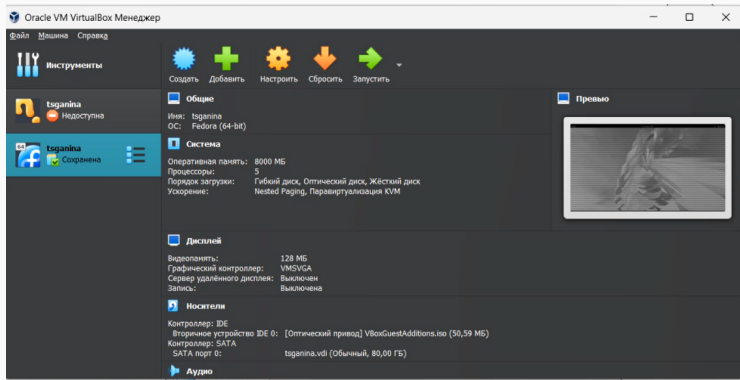 Oracle VM VirtualBox Менеджер
Файл Машина Справка
Инструменты
tsganina
Недоступна
64
tsganina
Сохранена
Создать Добавить Настроить Сбросить Запустить
Общие
Имя: tsganina
ОС: Fedora (64-bit)
Система
Оперативная память: 8000 МБ
Процессоры: 5
Порядок загрузки: Гибкий диск, Оптический диск, Жёсткий диск
Ускорение: Nested Paging, Паравиртуализация KVM
Превью
Дисплей
Видеопамять: 128 МБ
Графический контроллер: VMSVGA
Сервер удалённого дисплея: Выключен
Запись: Выключена
Носители
Контроллер: IDE
Вторичное устройство IDE 0: [Оптический привод] VBoxGuestAdditions.iso (50,59 МБ)
Контроллер: SATA
SATA порт 0: tsganina.vdi (Обычный, 80,00 ГБ)
Аудио